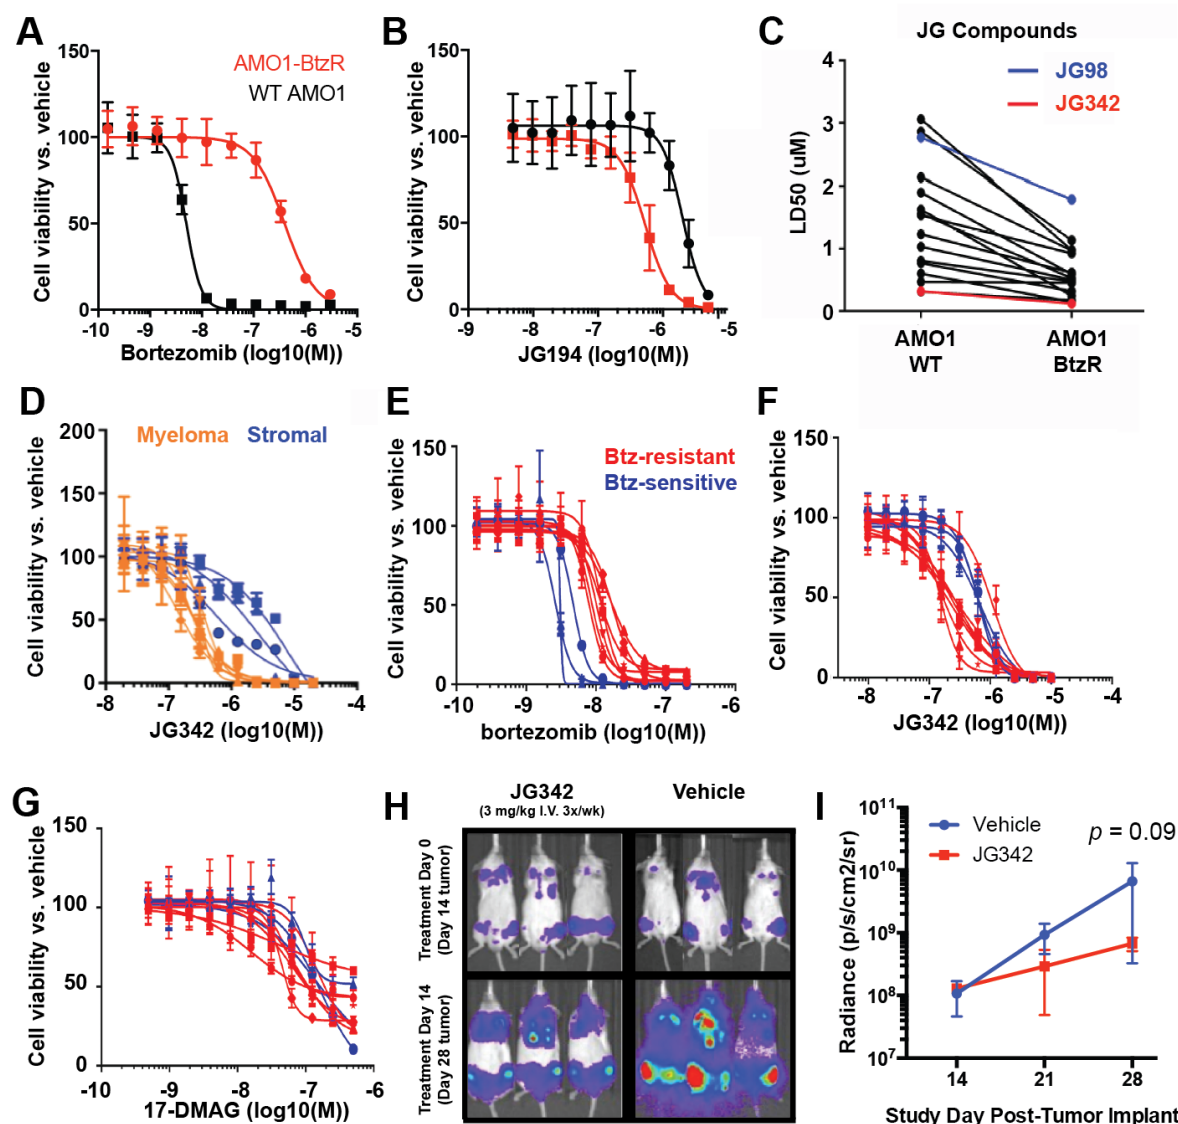 A
150
100
50
0
Cell viability vs. vehicle
AMO1-BtzR
WT AMO1
-10 -9 -8 -7 -6 -5
Bortezomib (log10(M))
B
150
100
50
0
Cell viability vs. vehicle
-9 -8 -7 -6 -5
JG194 (log10(M))
C
JG Compounds
JG98
JG342
4
3
2
1
0
LD50 (uM)
AMO1 AMO1
WT BtzR
D
200
150
100
50
0
Cell viability vs. vehicle
Myeloma Stromal
-8 -7 -6 -5 -4
JG342 (log10(M))
E
150
100
50
0
Cell viability vs. vehicle
Btz-resistant
Btz-sensitive
-10 -9 -8 -7 -6
bortezomib (log10(M))
F
150
100
50
0
Cell viability vs. vehicle
-8 -7 -6 -5 -4
JG342 (log10(M))
G
150
100
50
0
Cell viability vs. vehicle
-10 -9 -8 -7 -6
17-DMAG (log10(M))
H
JG342 Vehicle
(3 mg/kg I.V. 3x/wk)
Treatment Day 0
(Day 14 tumor)
Treatment Day 14
(Day 28 tumor)
I
Vehicle
JG342
p = 0.09
10¹¹
10¹⁰
10⁹
10⁸
10⁷
Radiance (p/s/cm2/sr)
14 21 28
Study Day Post-Tumor Implant